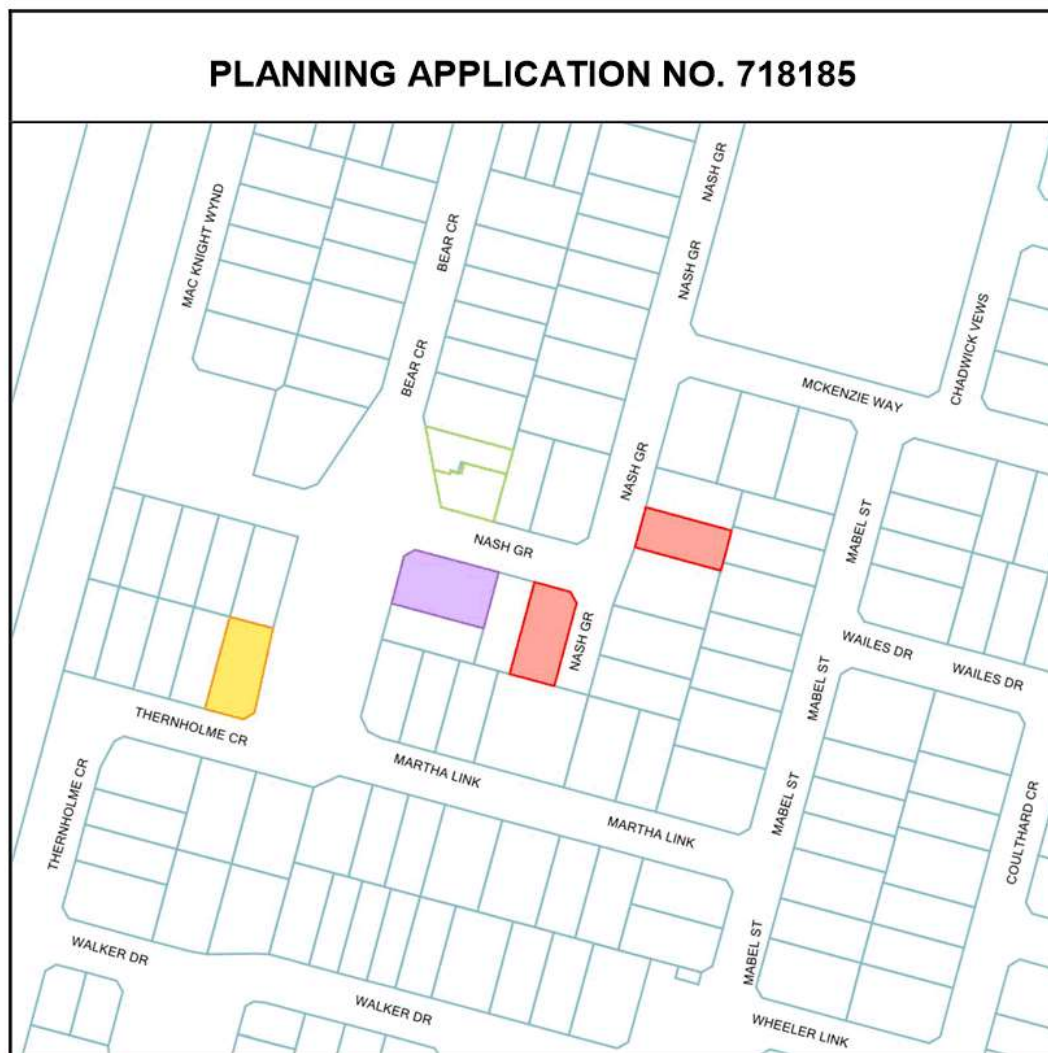 PLANNING APPLICATION NO. 718185
NASH GR
MAC KNIGHT WYND
BEAR CR
NASH GR
CHADWICK VEWS
BEAR CR
MCKENZIE WAY
NASH GR
MABEL ST
NASH GR
NASH GR
WAILES DR
WAILES DR
MABEL ST
THERNHOLME CR
MARTHA LINK
THERNHOLME CR
MABEL ST
MARTHA LINK
COULTHARD CR
WALKER DR
MABEL ST
WALKER DR
WHEELER LINK